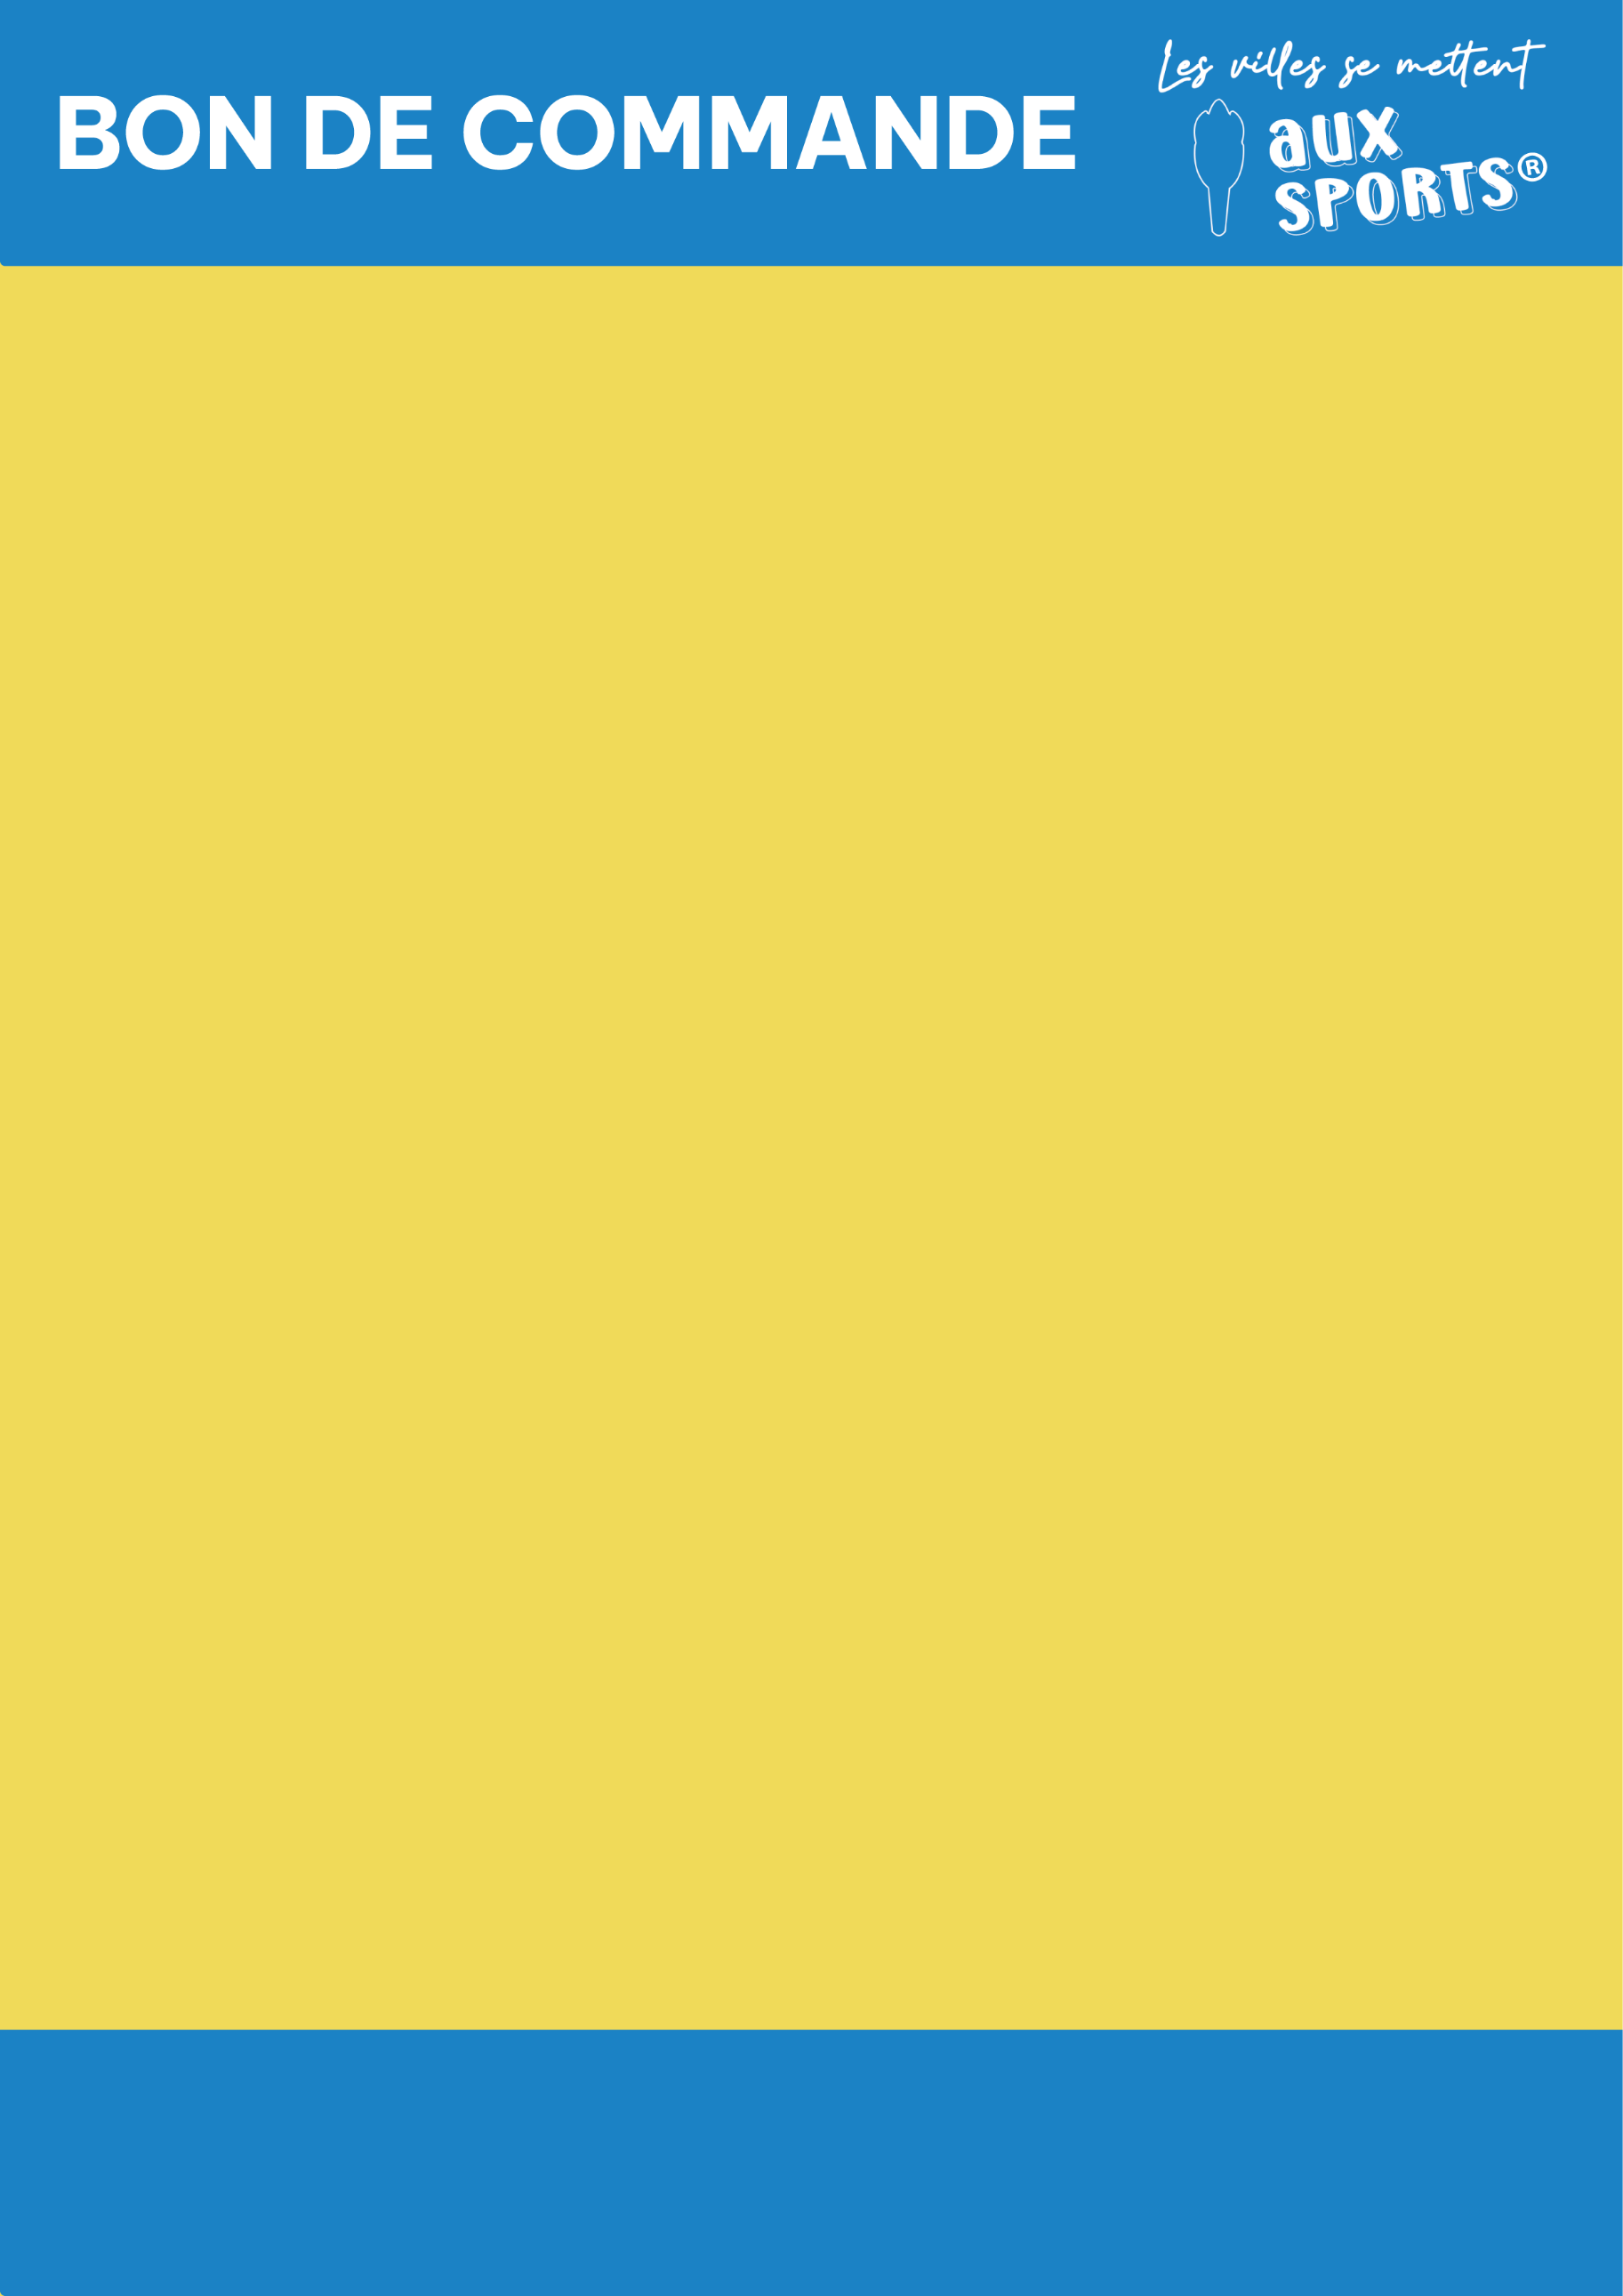 BON DE COMMANDE
Les villes se mettent
aux
SPORTS®